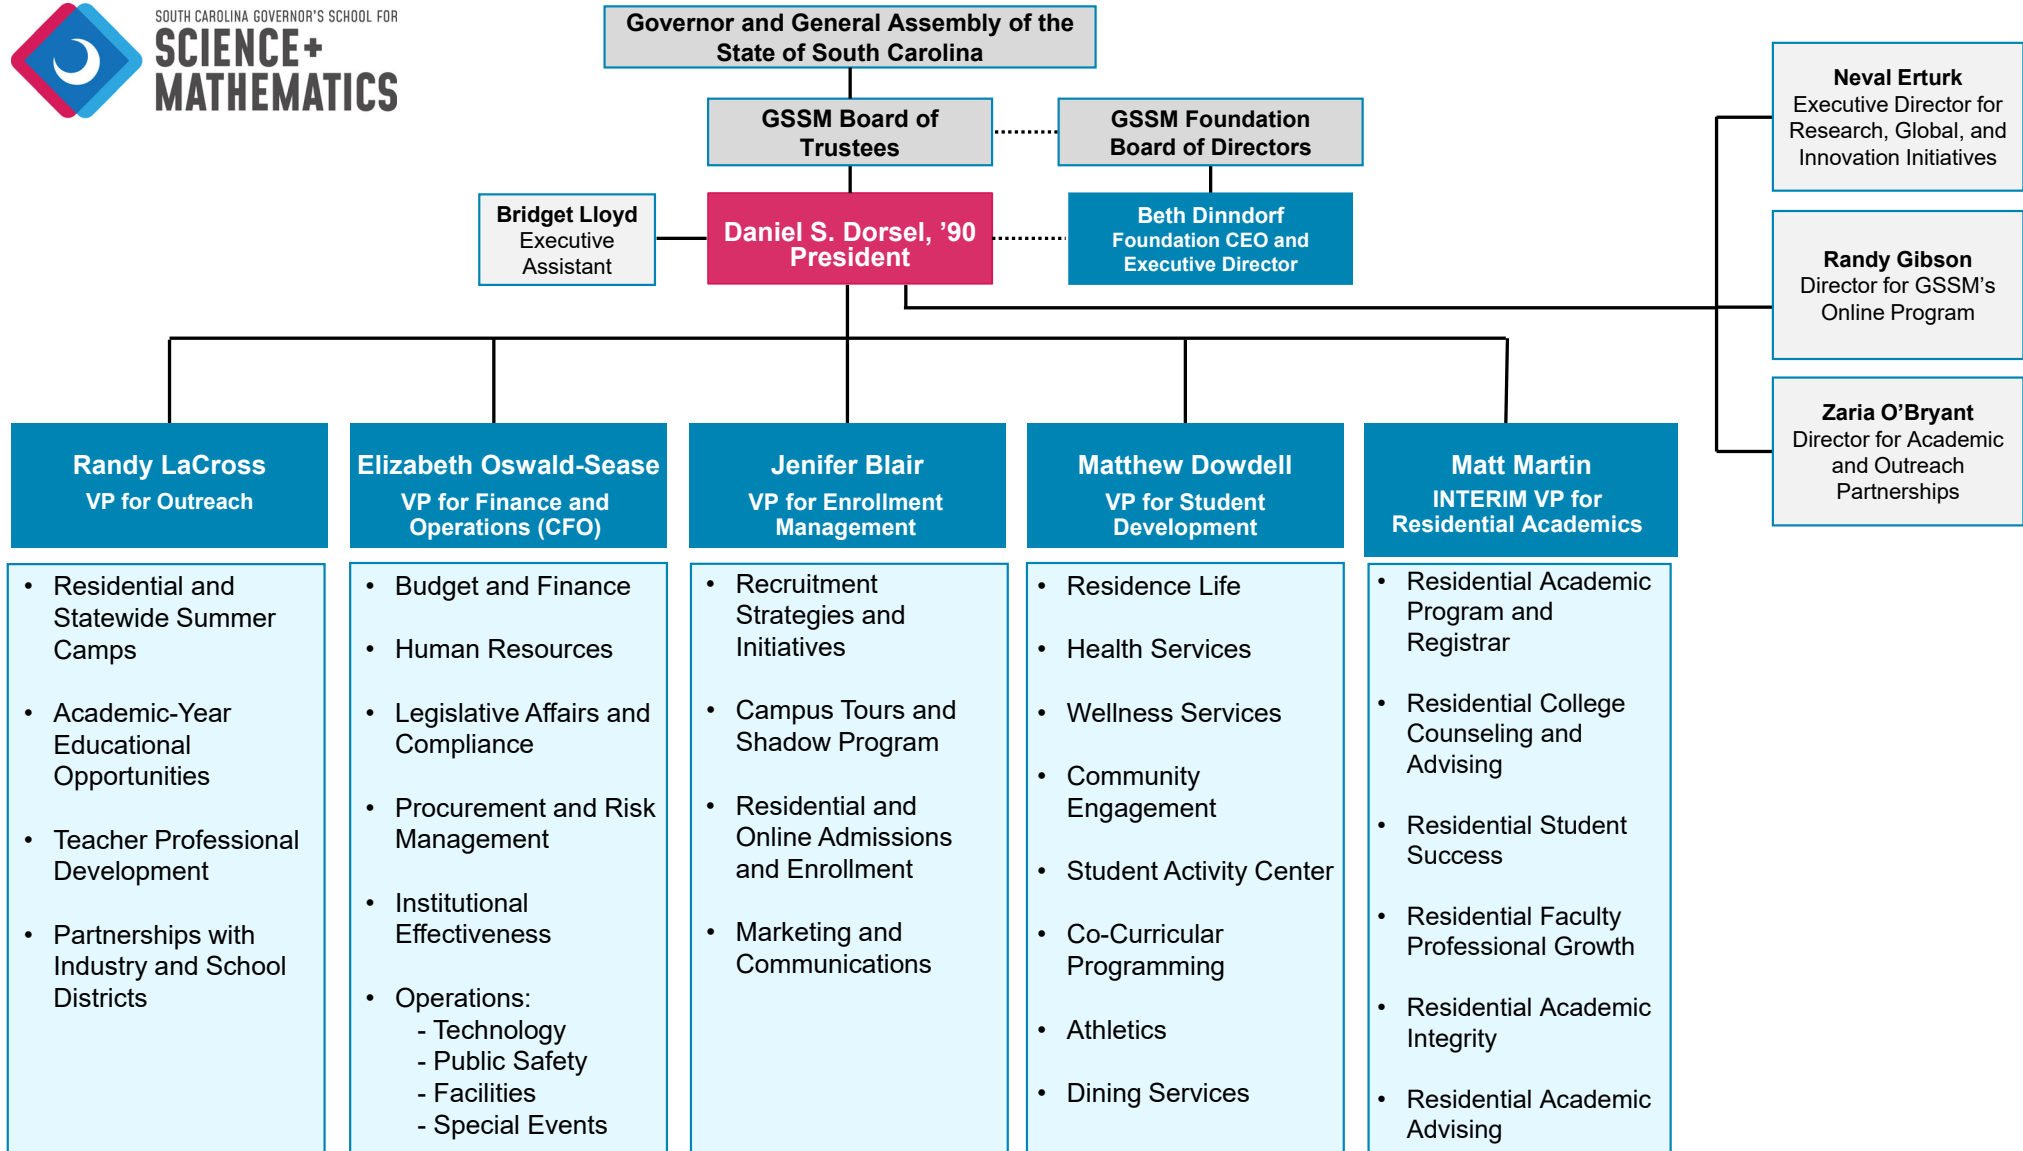 SOUTH CAROLINA GOVERNOR'S SCHOOL FOR
SCIENCE+
MATHEMATICS
Governor and General Assembly of the
State of South Carolina
GSSM Board of
Trustees
GSSM Foundation
Board of Directors
Bridget Lloyd
Executive
Assistant
Daniel S. Dorsel, ’90
President
Beth Dinndorf
Foundation CEO and
Executive Director
Neval Erturk
Executive Director for
Research, Global, and
Innovation Initiatives
Randy Gibson
Director for GSSM’s
Online Program
Zaria O’Bryant
Director for Academic
and Outreach
Partnerships
Randy LaCross
VP for Outreach
• Residential and
Statewide Summer
Camps
• Academic-Year
Educational
Opportunities
• Teacher Professional
Development
• Partnerships with
Industry and School
Districts
Elizabeth Oswald-Sease
VP for Finance and
Operations (CFO)
• Budget and Finance
• Human Resources
• Legislative Affairs and
Compliance
• Procurement and Risk
Management
• Institutional
Effectiveness
• Operations:
- Technology
- Public Safety
- Facilities
- Special Events
Jenifer Blair
VP for Enrollment
Management
• Recruitment
Strategies and
Initiatives
• Campus Tours and
Shadow Program
• Residential and
Online Admissions
and Enrollment
• Marketing and
Communications
Matthew Dowdell
VP for Student
Development
• Residence Life
• Health Services
• Wellness Services
• Community
Engagement
• Student Activity Center
• Co-Curricular
Programming
• Athletics
• Dining Services
Matt Martin
INTERIM VP for
Residential Academics
• Residential Academic
Program and
Registrar
• Residential College
Counseling and
Advising
• Residential Student
Success
• Residential Faculty
Professional Growth
• Residential Academic
Integrity
• Residential Academic
Advising